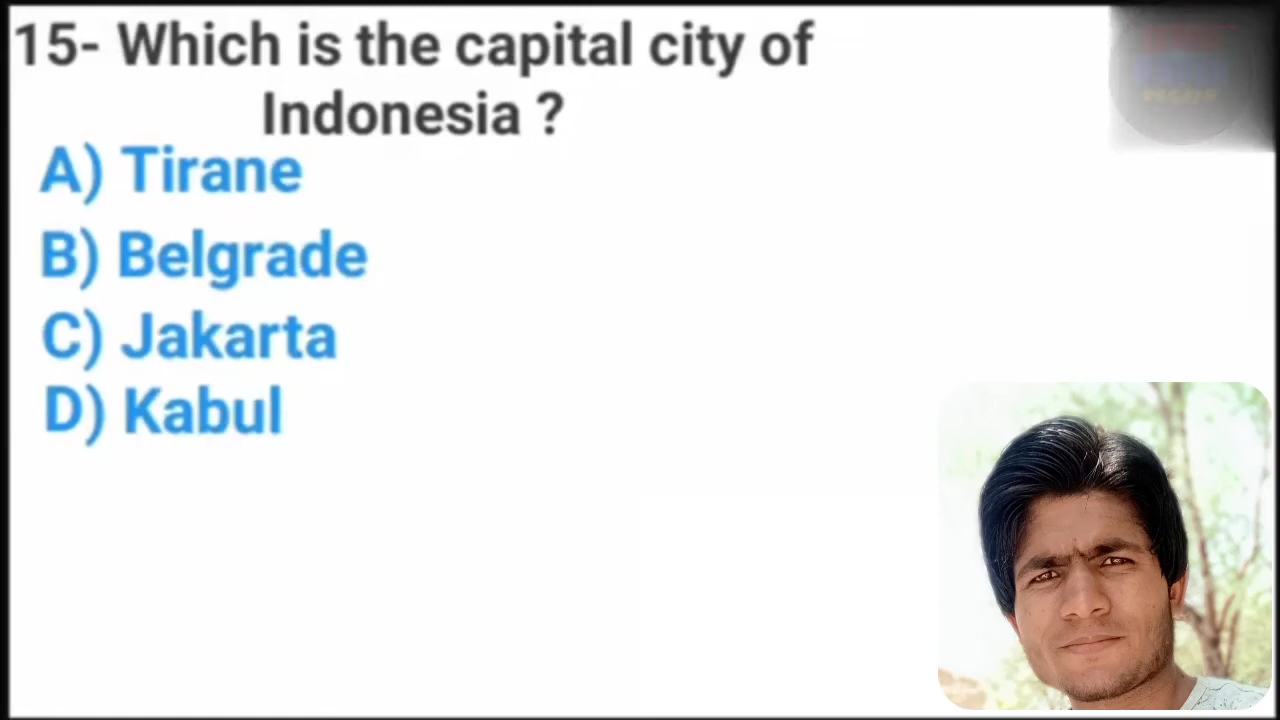 15- Which is the capital city of
Indonesia ?
A) Tirane
B) Belgrade
C) Jakarta
D) Kabul